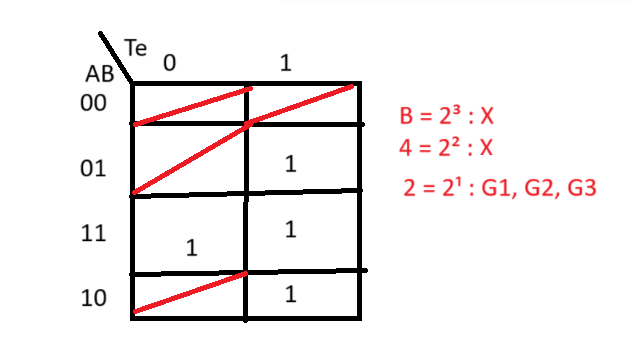 Te
AB 0 1
00
01 1
11 1 1
10 1
B = 2³ : X
4 = 2² : X
2 = 2¹ : G1, G2, G3